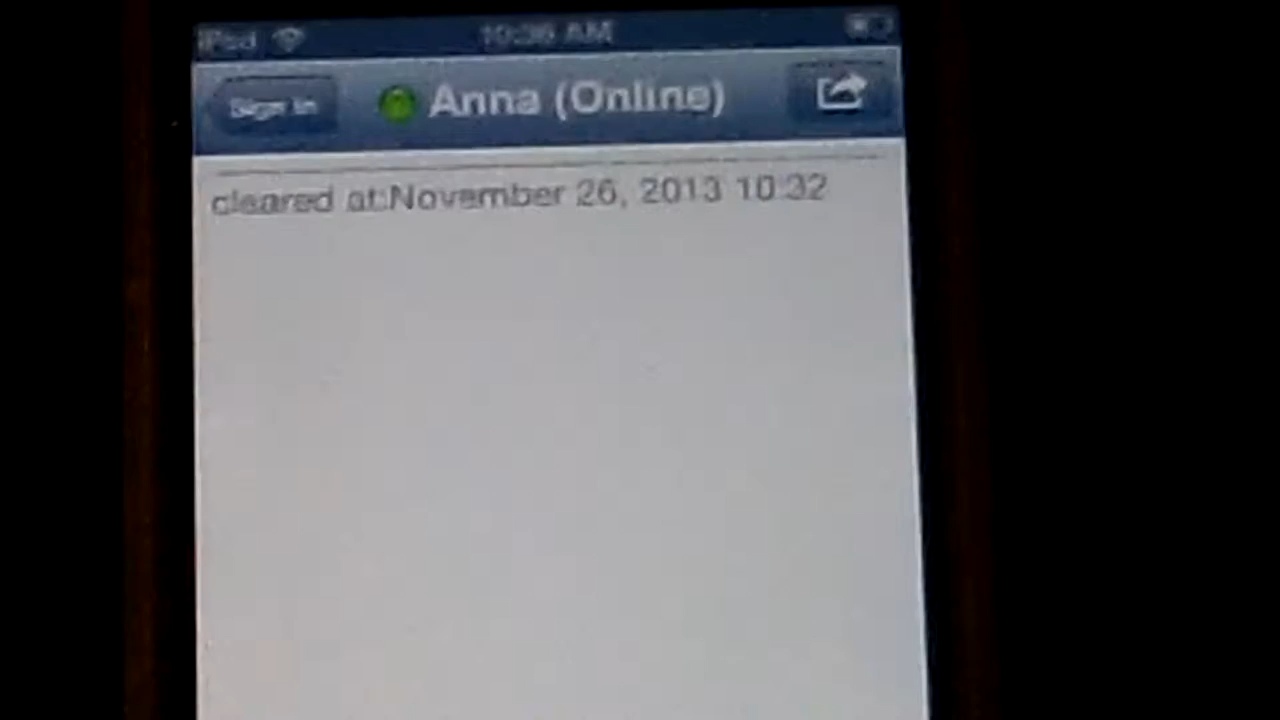 iPod 10:36 AM
Sign In Anna (Online)
cleared at:November 26, 2013 10:32